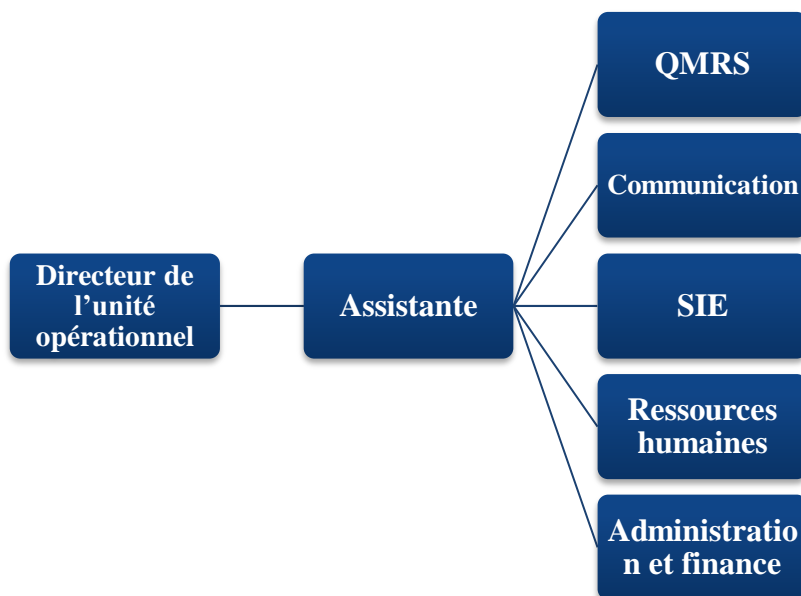 QMRS
Communication
Directeur de
l’unité
opérationnel
Assistante
SIE
Ressources
humaines
Administratio
n et finance